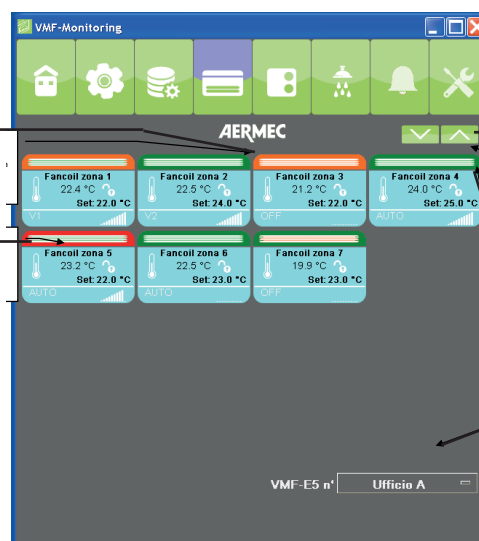 VMF-Monitoring
AERMEC
Fancoil zona 1
22.4 °C
Set: 22.0 °C
V1
Fancoil zona 2
22.5 °C
Set: 24.0 °C
V2
Fancoil zona 3
21.2 °C
Set: 22.0 °C
OFF
Fancoil zona 4
24.0 °C
Set: 25.0 °C
AUTO
Fancoil zona 5
23.2 °C
Set: 22.0 °C
AUTO
Fancoil zona 6
22.5 °C
Set: 23.0 °C
AUTO
Fancoil zona 7
19.9 °C
Set: 23.0 °C
OFF
VMF-E5 n° Ufficio A